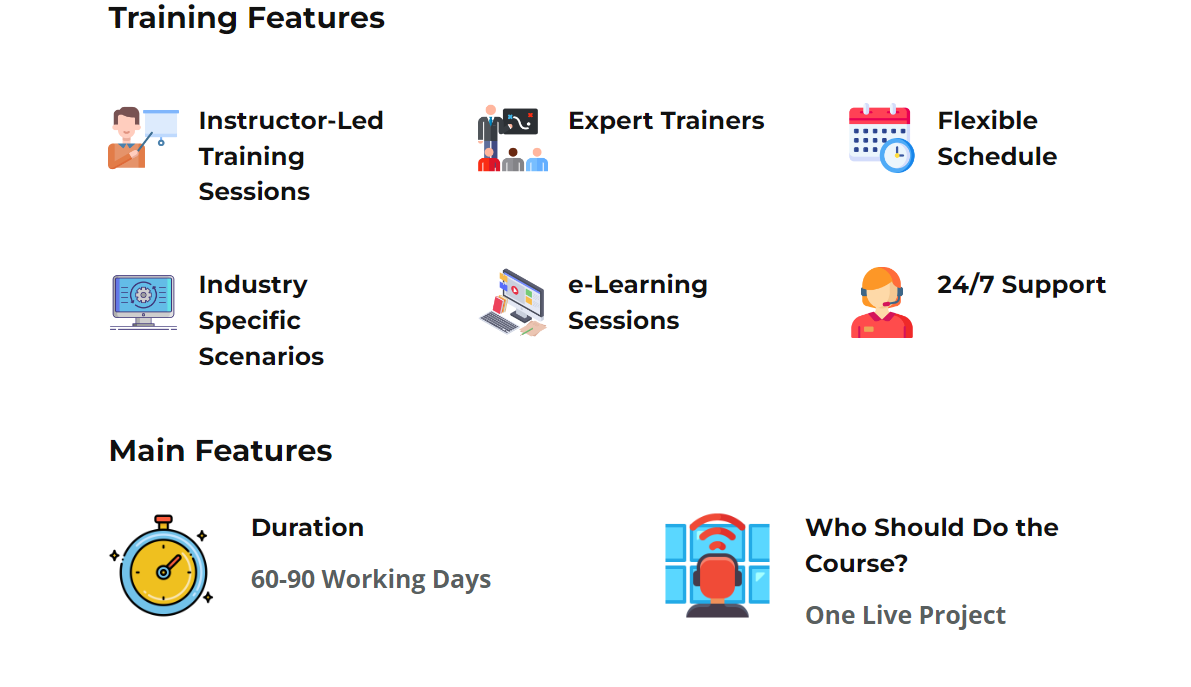 Training Features
Instructor-Led
Training
Sessions
Expert Trainers
Flexible
Schedule
Industry
Specific
Scenarios
e-Learning
Sessions
24/7 Support
Main Features
Duration
60-90 Working Days
Who Should Do the
Course?
One Live Project